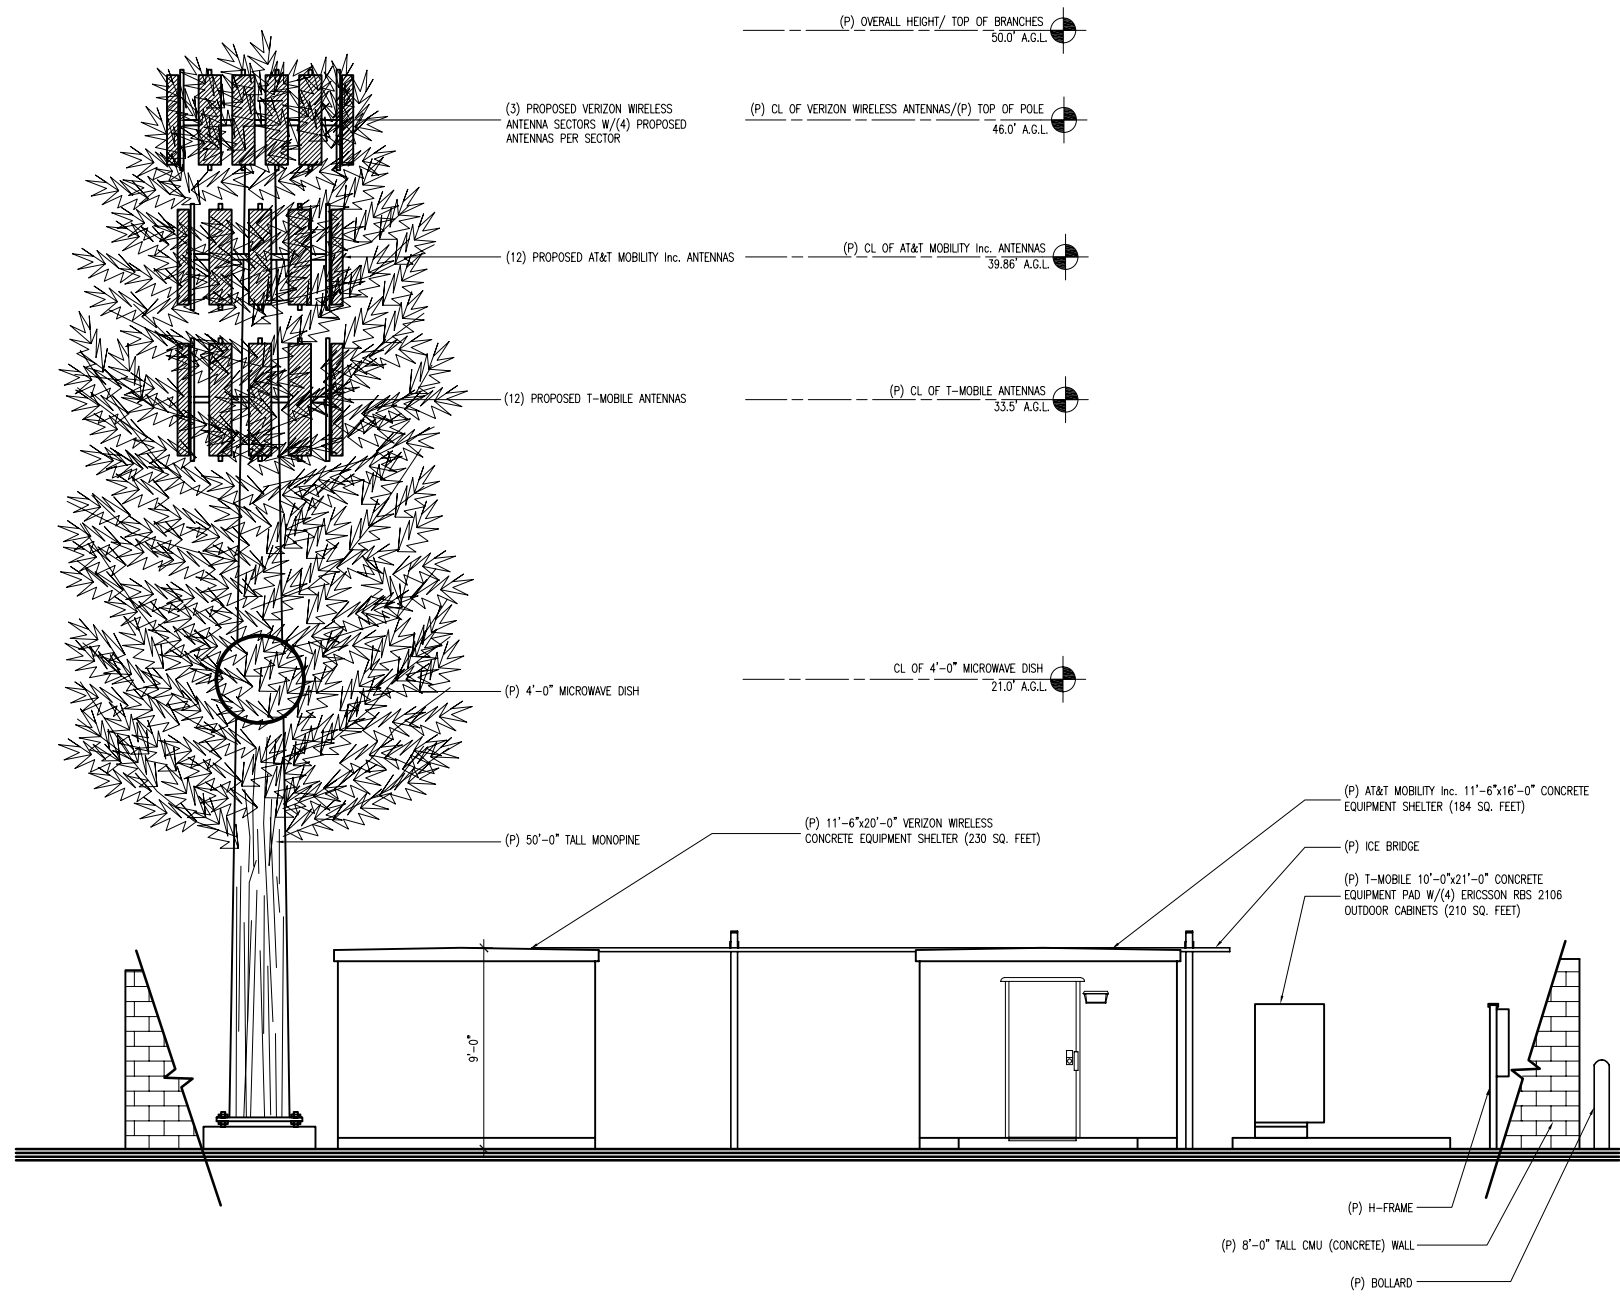 (P) OVERALL HEIGHT/ TOP OF BRANCHES
50.0' A.G.L.
(3) PROPOSED VERIZON WIRELESS
ANTENNA SECTORS W/(4) PROPOSED
ANTENNAS PER SECTOR
(P) CL OF VERIZON WIRELESS ANTENNAS/(P) TOP OF POLE
46.0' A.G.L.
(12) PROPOSED AT&T MOBILITY Inc. ANTENNAS
(P) CL OF AT&T MOBILITY Inc. ANTENNAS
39.86' A.G.L.
(12) PROPOSED T-MOBILE ANTENNAS
(P) CL OF T-MOBILE ANTENNAS
33.5' A.G.L.
(P) 4'-0" MICROWAVE DISH
CL OF 4'-0" MICROWAVE DISH
21.0' A.G.L.
(P) 50'-0" TALL MONOPINE
(P) 11'-6"x20'-0" VERIZON WIRELESS
CONCRETE EQUIPMENT SHELTER (230 SQ. FEET)
(P) AT&T MOBILITY Inc. 11'-6"x16'-0" CONCRETE
EQUIPMENT SHELTER (184 SQ. FEET)
(P) ICE BRIDGE
(P) T-MOBILE 10'-0"x21'-0" CONCRETE
EQUIPMENT PAD W/(4) ERICSSON RBS 2106
OUTDOOR CABINETS (210 SQ. FEET)
9'-0"
(P) H-FRAME
(P) 8'-0" TALL CMU (CONCRETE) WALL
(P) BOLLARD